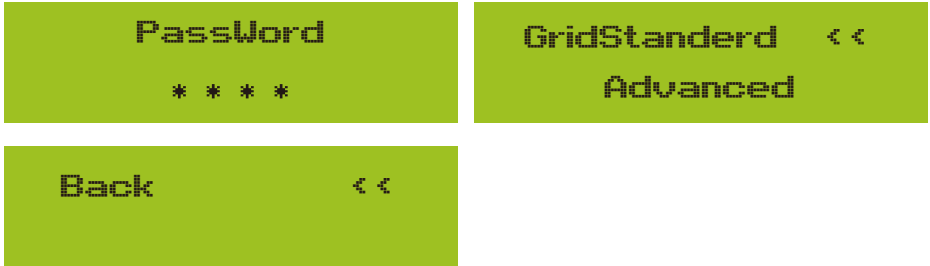 PassWord
* * * *
GridStanderd <<
Advanced
Back <<